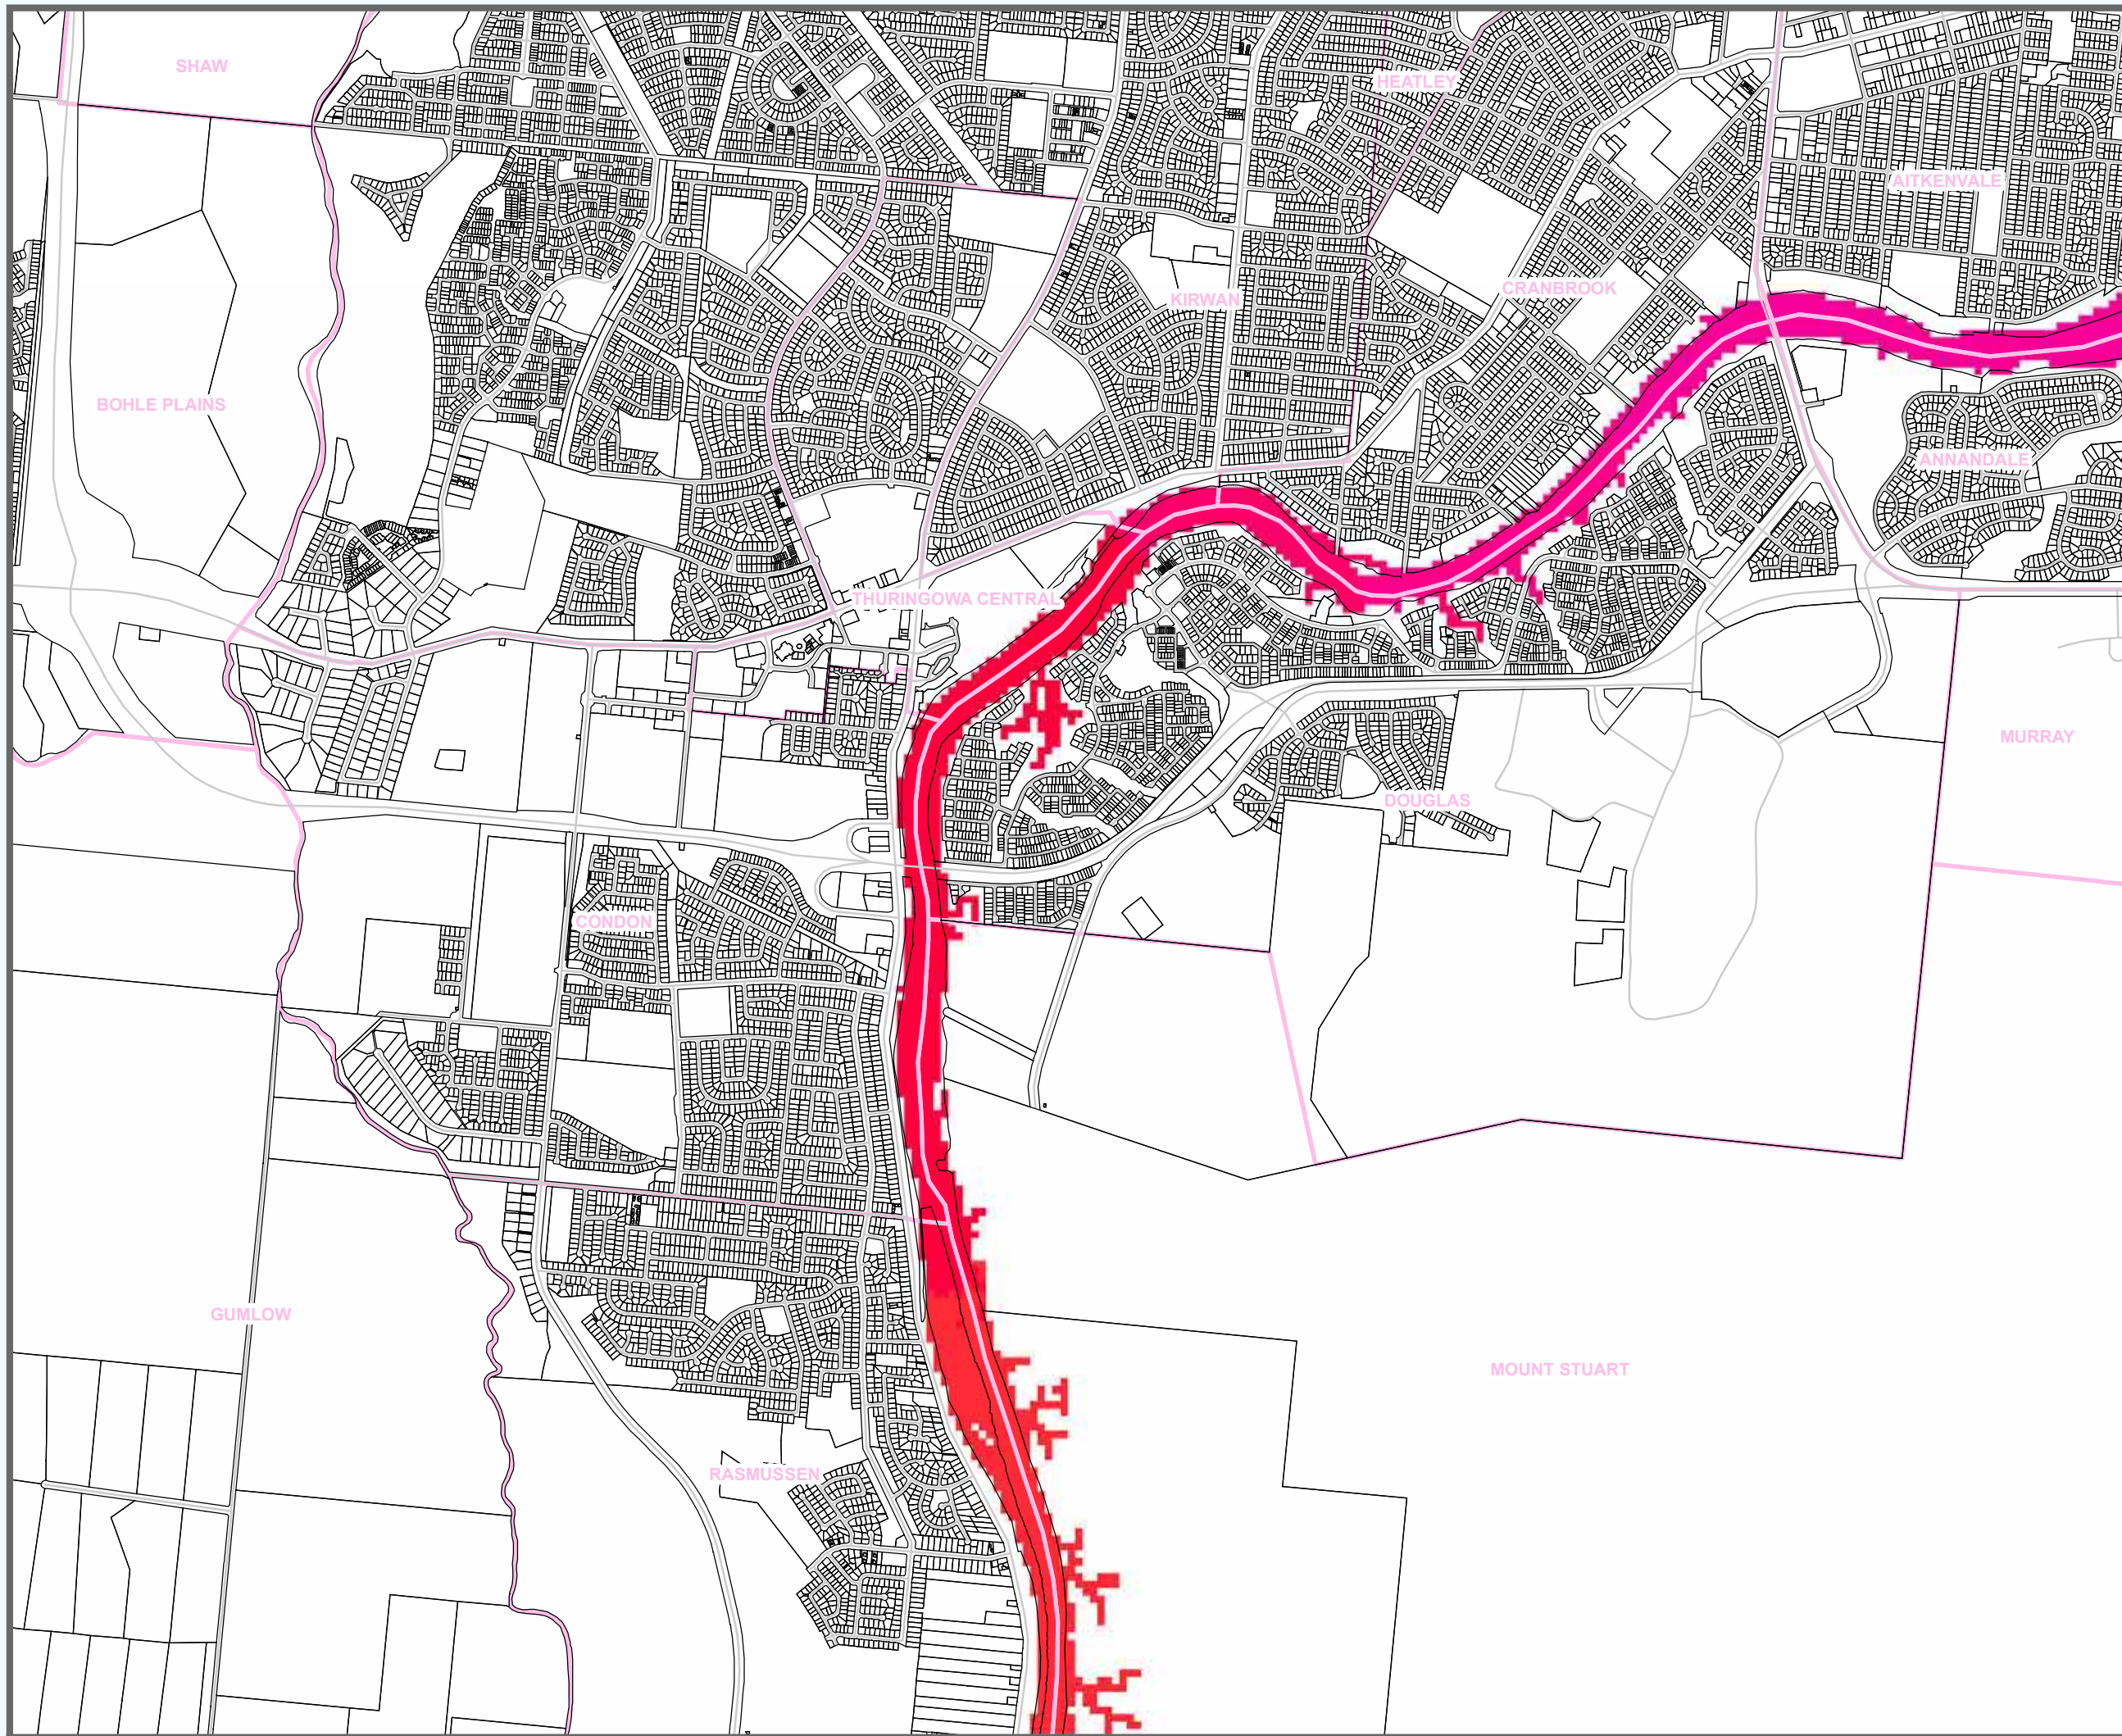 SHAW
HEATLEY
AITKENVALE
CRANBROOK
KIRWAN
BOHLE PLAINS
ANNANDALE
THURINGOWA CENTRAL
MURRAY
DOUGLAS
CONDON
GUMLOW
MOUNT STUART
RASMUSSEN